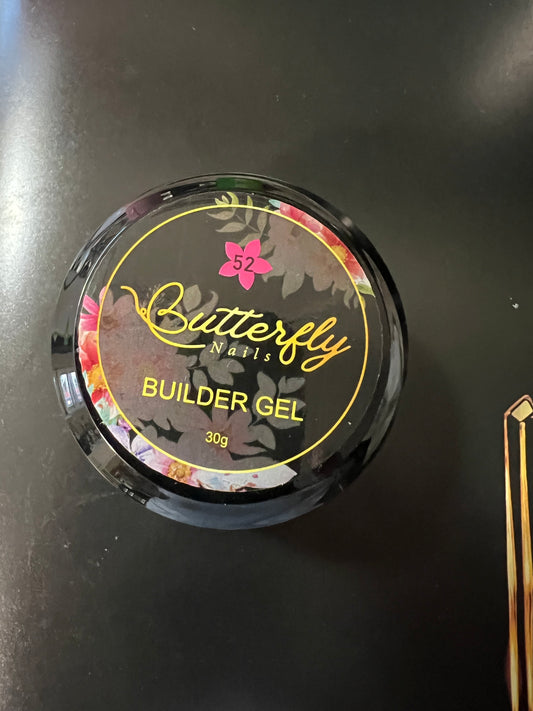 52
Butterfly
Nails
BUILDER GEL
30g